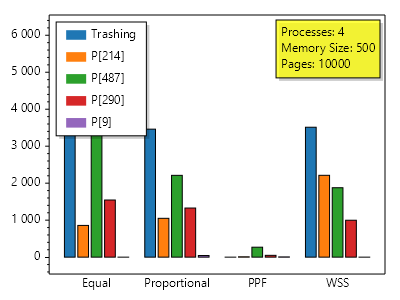 6 000
5 000
4 000
3 000
2 000
1 000
0
Trashing
P[214]
P[487]
P[290]
P[9]
Processes: 4
Memory Size: 500
Pages: 10000
Equal Proportional PPF WSS